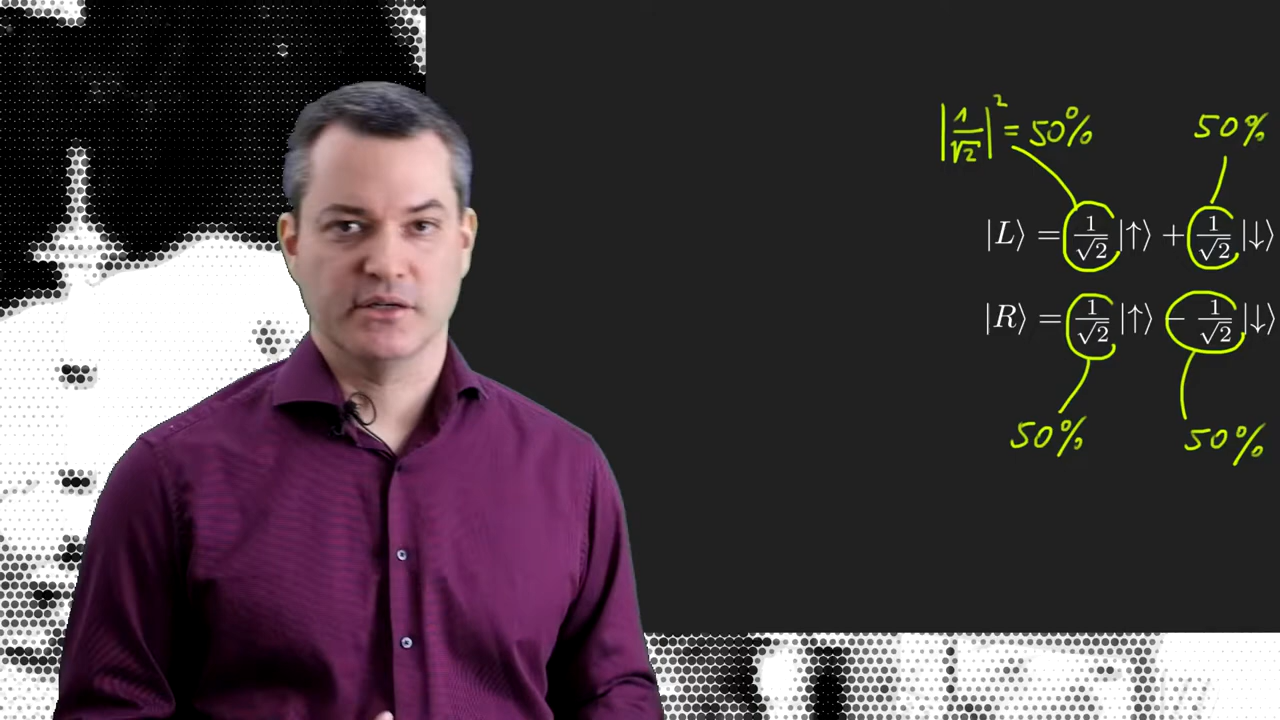 |1/√2|² = 50% 50%
|L⟩ = 1/√2 |↑⟩ + 1/√2 |↓⟩
|R⟩ = 1/√2 |↑⟩ − 1/√2 |↓⟩
50% 50%